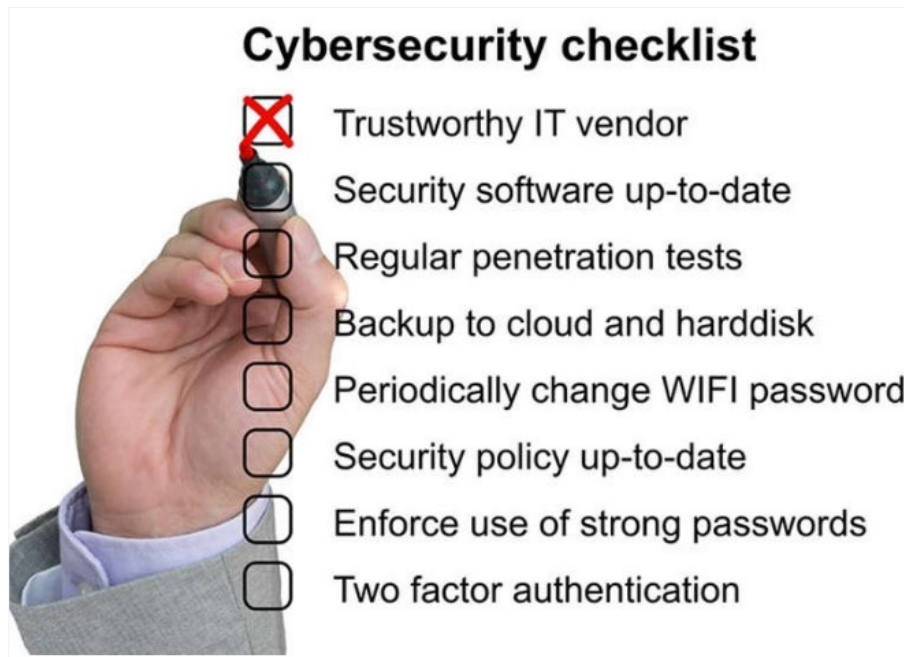 Cybersecurity checklist
Trustworthy IT vendor
Security software up-to-date
Regular penetration tests
Backup to cloud and harddisk
Periodically change WIFI password
Security policy up-to-date
Enforce use of strong passwords
Two factor authentication